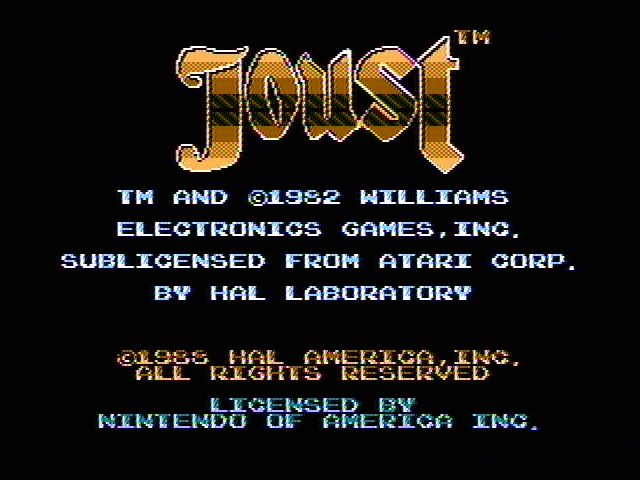 JOUST™
TM AND ©1982 WILLIAMS
ELECTRONICS GAMES,INC.
SUBLICENSED FROM ATARI CORP.
BY HAL LABORATORY
©1988 HAL AMERICA,INC.
ALL RIGHTS RESERVED
LICENSED BY
NINTENDO OF AMERICA INC.